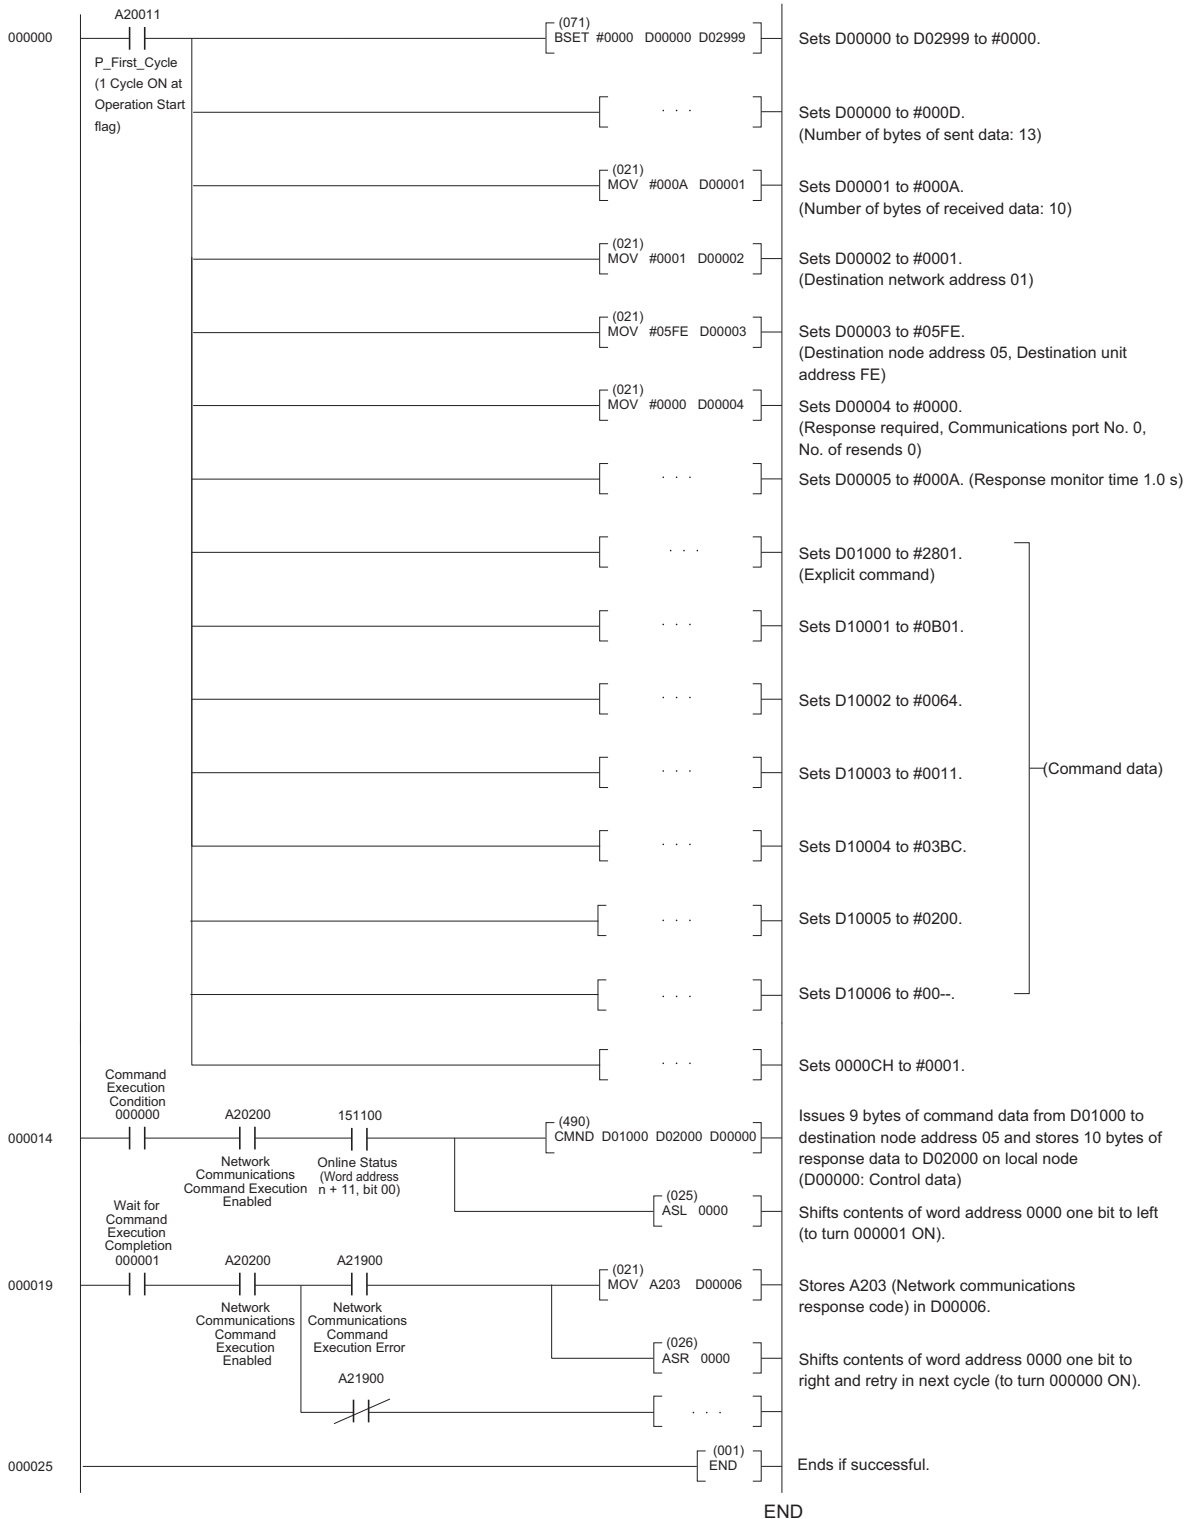 A20011
000000
P_First_Cycle
(1 Cycle ON at
Operation Start
flag)
(071)
BSET #0000 D00000 D02999
Sets D00000 to D02999 to #0000.
· · ·
Sets D00000 to #000D.
(Number of bytes of sent data: 13)
(021)
MOV #000A D00001
Sets D00001 to #000A.
(Number of bytes of received data: 10)
(021)
MOV #0001 D00002
Sets D00002 to #0001.
(Destination network address 01)
(021)
MOV #05FE D00003
Sets D00003 to #05FE.
(Destination node address 05, Destination unit
address FE)
(021)
MOV #0000 D00004
Sets D00004 to #0000.
(Response required, Communications port No. 0,
No. of resends 0)
· · ·
Sets D00005 to #000A. (Response monitor time 1.0 s)
· · ·
Sets D01000 to #2801.
(Explicit command)
· · ·
Sets D10001 to #0B01.
· · ·
Sets D10002 to #0064.
· · ·
Sets D10003 to #0011.
(Command data)
· · ·
Sets D10004 to #03BC.
· · ·
Sets D10005 to #0200.
· · ·
Sets D10006 to #00--.
· · ·
Sets 0000CH to #0001.
Command
Execution
Condition
000000
A20200
151100
000014
Network
Communications
Command Execution
Enabled
Online Status
(Word address
n + 11, bit 00)
(490)
CMND D01000 D02000 D00000
Issues 9 bytes of command data from D01000 to
destination node address 05 and stores 10 bytes of
response data to D02000 on local node
(D00000: Control data)
(025)
ASL 0000
Shifts contents of word address 0000 one bit to left
(to turn 000001 ON).
Wait for
Command
Execution
Completion
000001
A20200
A21900
000019
Network
Communications
Command
Execution
Enabled
Network
Communications
Command
Execution Error
(021)
MOV A203 D00006
Stores A203 (Network communications
response code) in D00006.
(026)
ASR 0000
Shifts contents of word address 0000 one bit to
right and retry in next cycle (to turn 000000 ON).
A21900
· · ·
000025
(001)
END
Ends if successful.
END